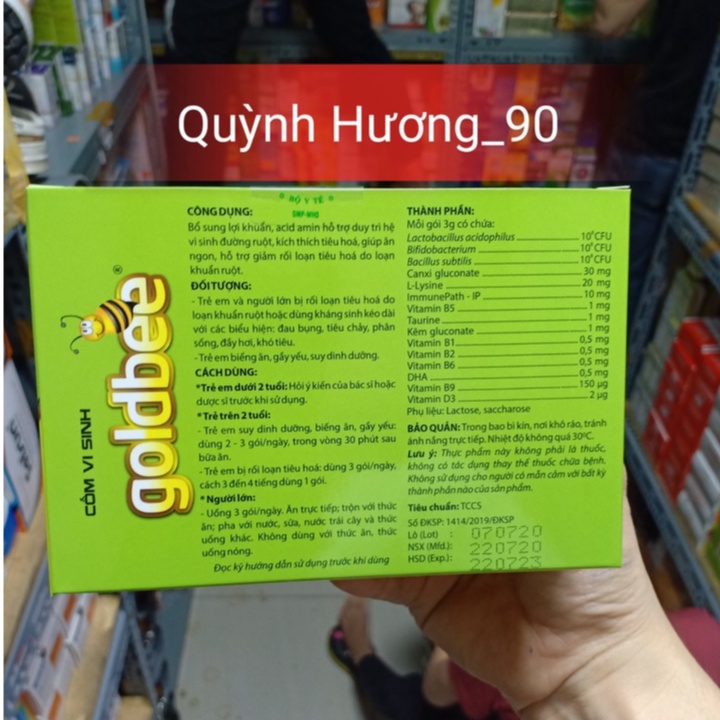 Quỳnh Hương_90
BỘ Y TẾ
GMP-WHO
CỐM VI SINH
goldbee®
CÔNG DỤNG:
Bổ sung lợi khuẩn, acid amin hỗ trợ duy trì hệ
vi sinh đường ruột, kích thích tiêu hoá, giúp ăn
ngon, hỗ trợ giảm rối loạn tiêu hoá do loạn
khuẩn ruột.
ĐỐI TƯỢNG:
- Trẻ em và người lớn bị rối loạn tiêu hoá do
loạn khuẩn ruột hoặc dùng kháng sinh kéo dài
với các biểu hiện: đau bụng, tiêu chảy, phân
sống, đầy hơi, khó tiêu.
- Trẻ em biếng ăn, gầy yếu, suy dinh dưỡng.
CÁCH DÙNG:
*Trẻ em dưới 2 tuổi: Hỏi ý kiến của bác sĩ hoặc
dược sĩ trước khi sử dụng.
* Trẻ trên 2 tuổi:
- Trẻ em suy dinh dưỡng, biếng ăn, gầy yếu:
dùng 2 - 3 gói/ngày, trong vòng 30 phút sau
bữa ăn.
- Trẻ em bị rối loạn tiêu hoá: dùng 3 gói/ngày,
cách 3 đến 4 tiếng dùng 1 gói.
* Người lớn:
- Uống 3 gói/ngày. Ăn trực tiếp; trộn với thức
ăn; pha với nước, sữa, nước trái cây và thức
uống khác. Không dùng với thức ăn, thức
uống nóng.
Đọc kỹ hướng dẫn sử dụng trước khi dùng
THÀNH PHẦN:
Mỗi gói 3g có chứa:
Lactobacillus acidophilus 10⁸CFU
Bifidobacterium 10⁸CFU
Bacillus subtilis 10⁸CFU
Canxi gluconate 30 mg
L-Lysine 20 mg
ImmunePath - IP 10 mg
Vitamin B5 1 mg
Taurine 1 mg
Kẽm gluconate 1 mg
Vitamin B1 0,5 mg
Vitamin B2 0,5 mg
Vitamin B6 0,5 mg
DHA 0,5 mg
Vitamin B9 150 µg
Vitamin D3 2 µg
Phụ liệu: Lactose, saccharose
BẢO QUẢN: Trong bao bì kín, nơi khô ráo, tránh
ánh nắng trực tiếp. Nhiệt độ không quá 30°C.
Lưu ý: Thực phẩm này không phải là thuốc,
không có tác dụng thay thế thuốc chữa bệnh.
Không sử dụng cho người có mẫn cảm với bất kỳ
thành phần nào của sản phẩm.
Tiêu chuẩn: TCCS
Số ĐKSP: 1414/2019/ĐKSP
Lô (Lot) : 070720
NSX (Mfd.): 220720
HSD (Exp.): 220723